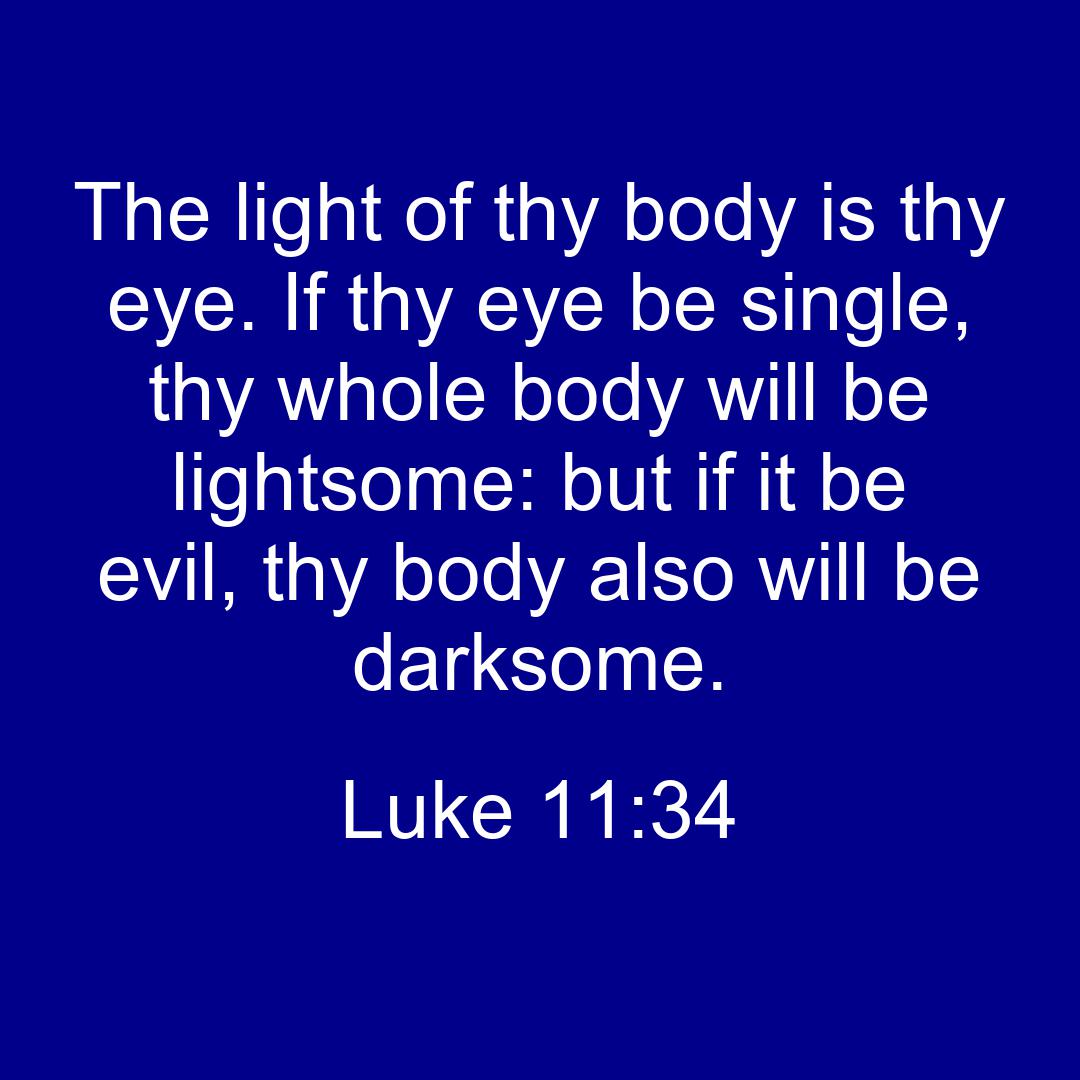 The light of thy body is thy
eye. If thy eye be single,
thy whole body will be
lightsome: but if it be
evil, thy body also will be
darksome.
Luke 11:34